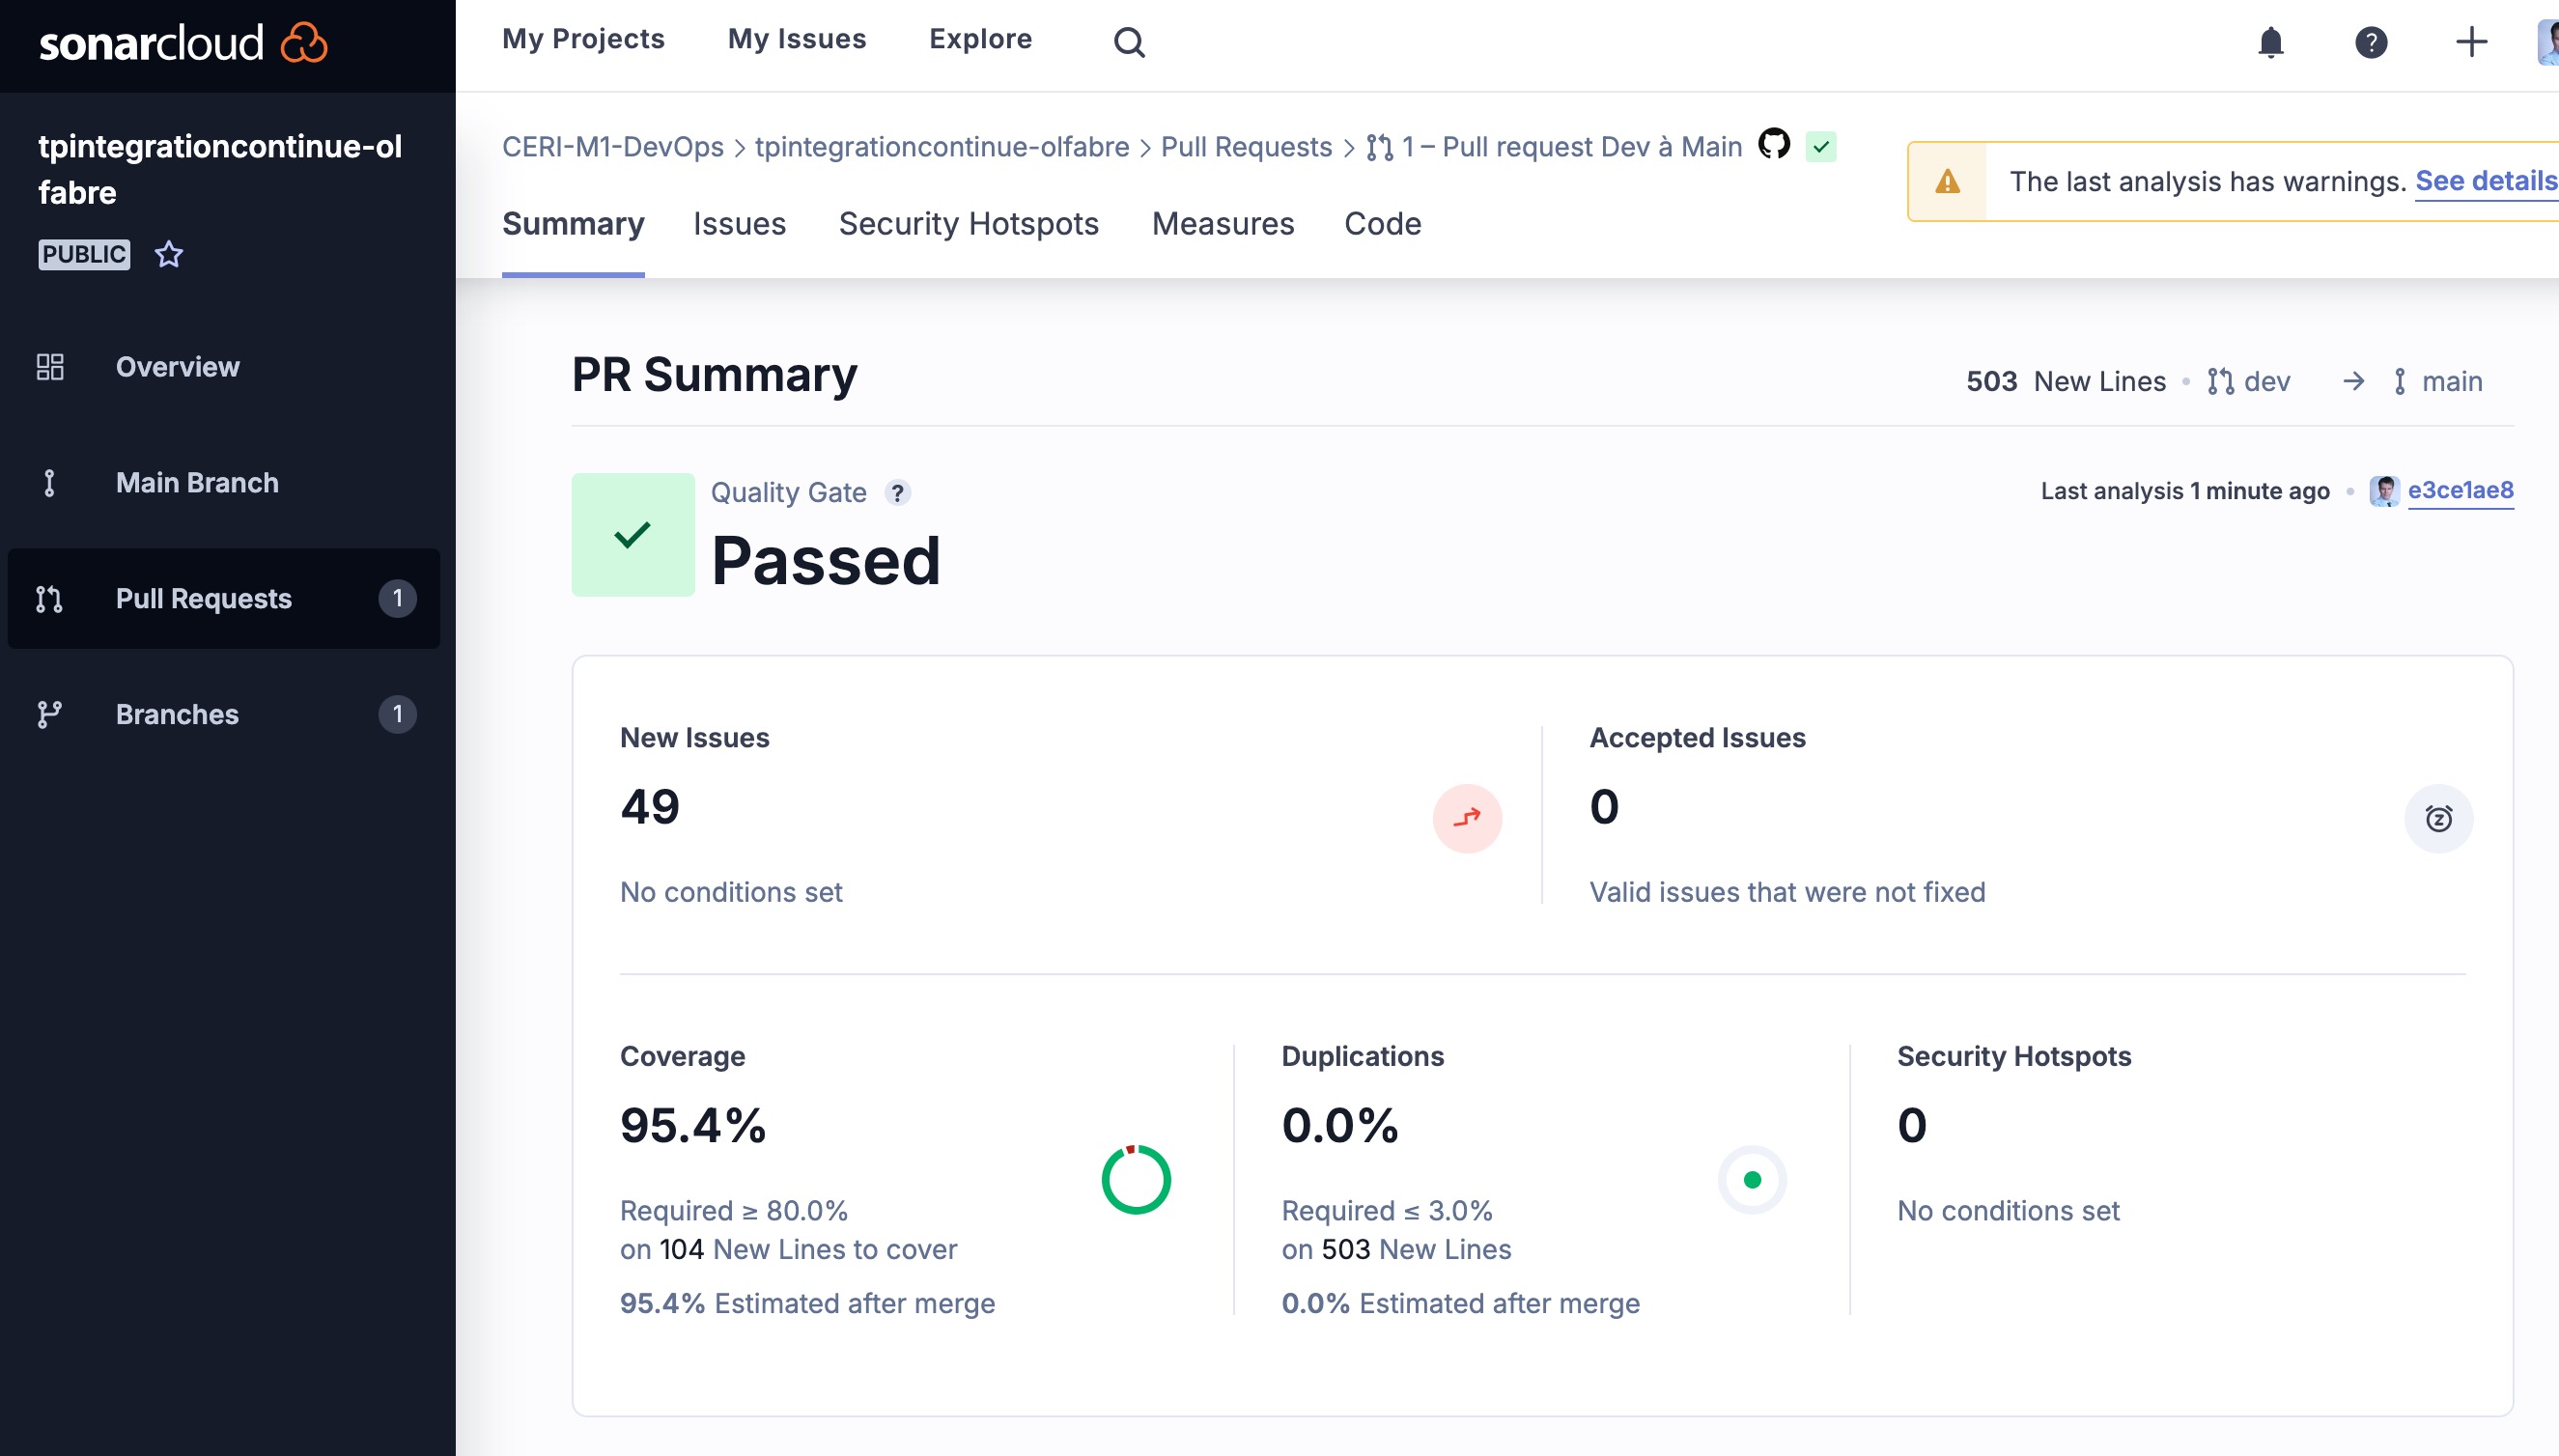 sonarcloud
My Projects
My Issues
Explore
tpintegrationcontinue-ol
fabre
PUBLIC
Overview
Main Branch
Pull Requests 1
Branches 1
CERI-M1-DevOps > tpintegrationcontinue-olfabre > Pull Requests > 1 – Pull request Dev à Main
The last analysis has warnings. See details
Summary
Issues
Security Hotspots
Measures
Code
PR Summary
503 New Lines • dev → main
Quality Gate ?
Passed
Last analysis 1 minute ago • e3ce1ae8
New Issues
49
No conditions set
Accepted Issues
0
Valid issues that were not fixed
Coverage
95.4%
Required ≥ 80.0%
on 104 New Lines to cover
95.4% Estimated after merge
Duplications
0.0%
Required ≤ 3.0%
on 503 New Lines
0.0% Estimated after merge
Security Hotspots
0
No conditions set